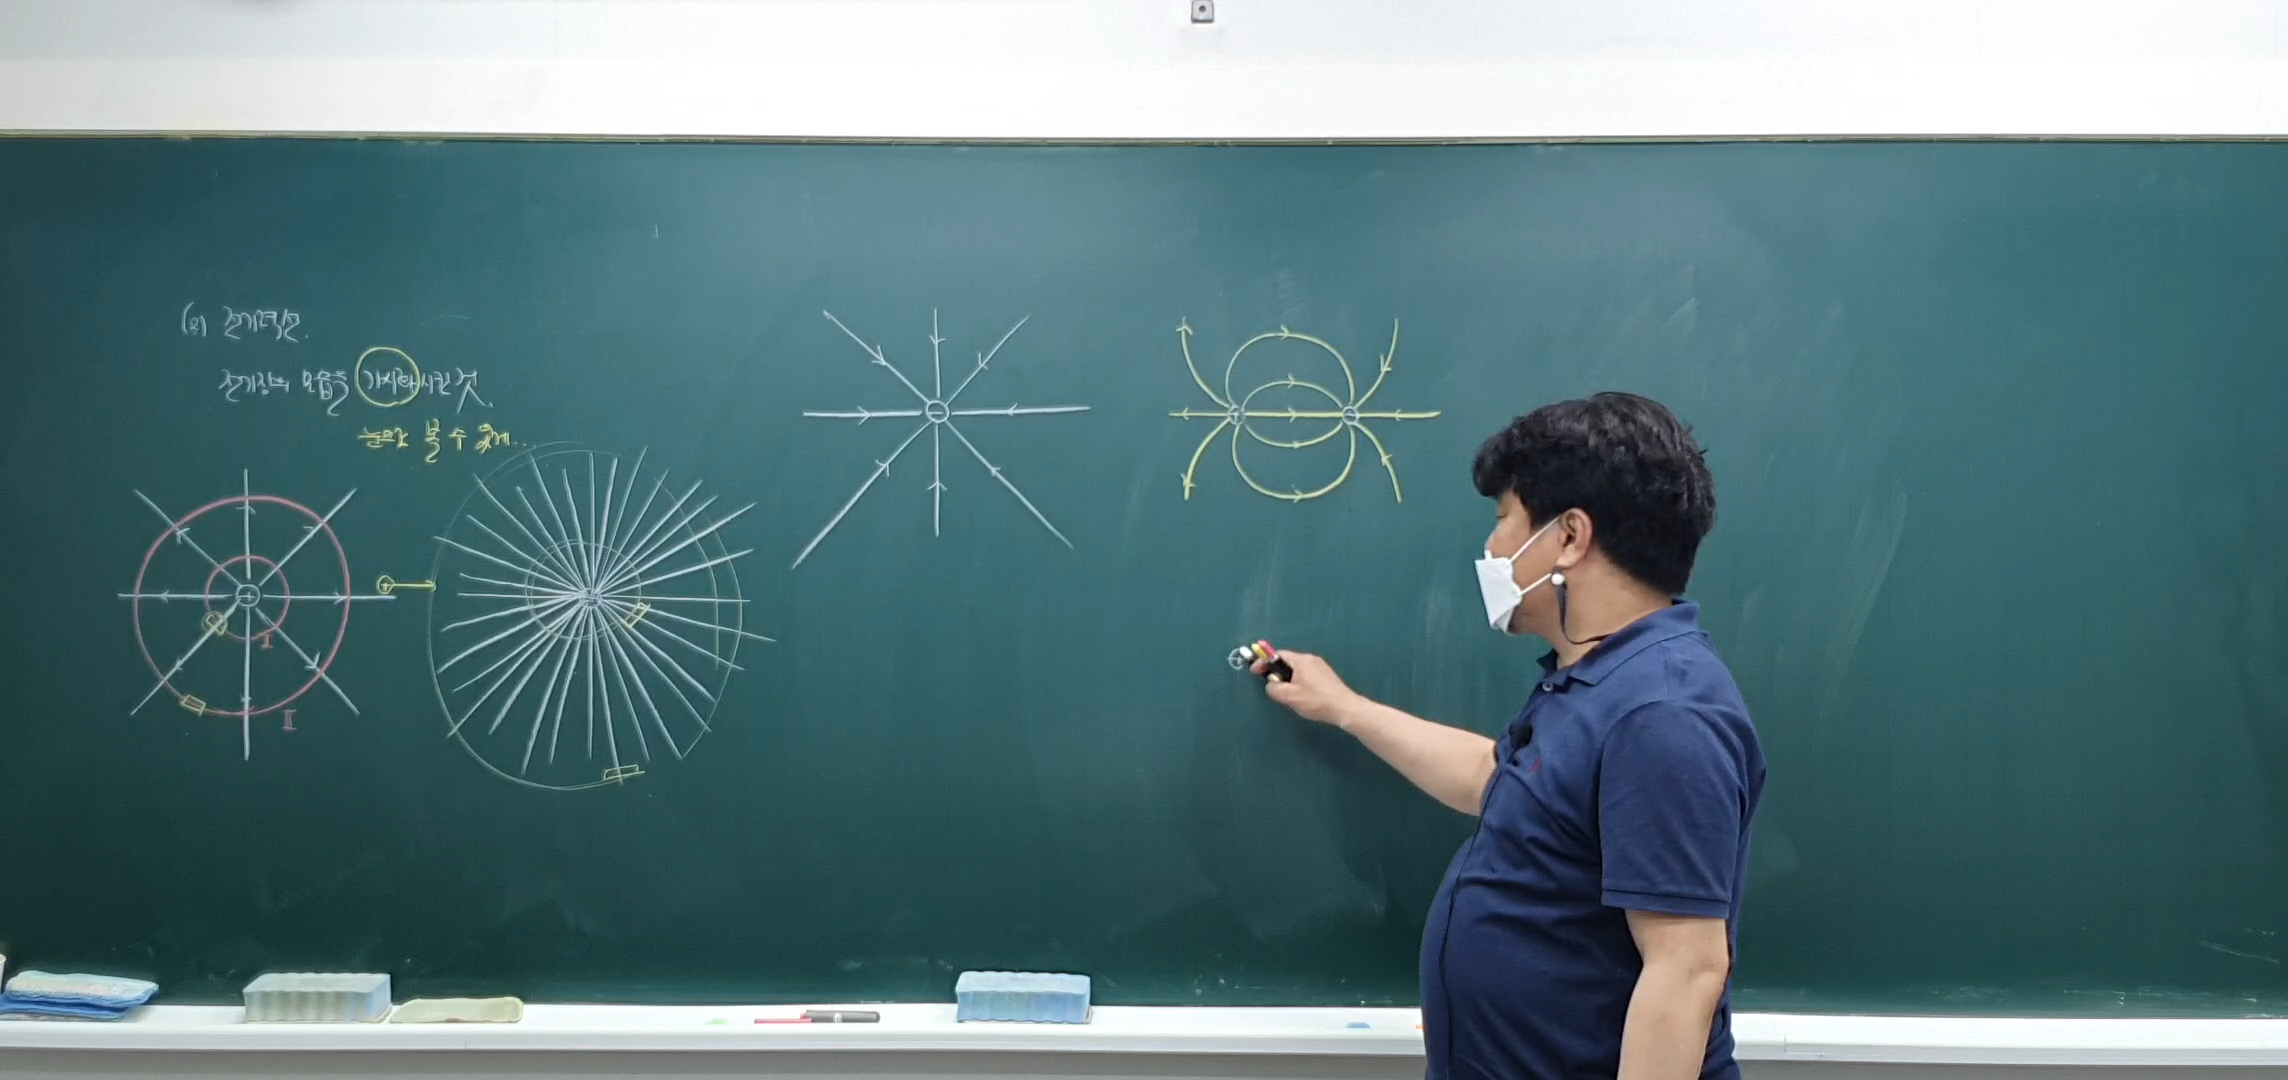 (2) 전기력선.
전기장의 모습을 가시화 시킨 것.
눈으로 볼 수 있게...
+
+
-
+ -
I
II